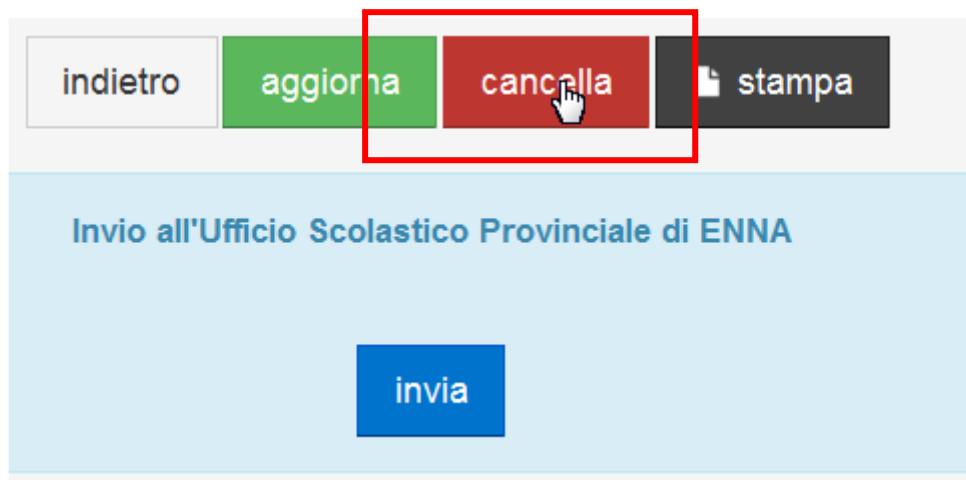 indietro aggiorna cancella stampa
Invio all'Ufficio Scolastico Provinciale di ENNA
invia